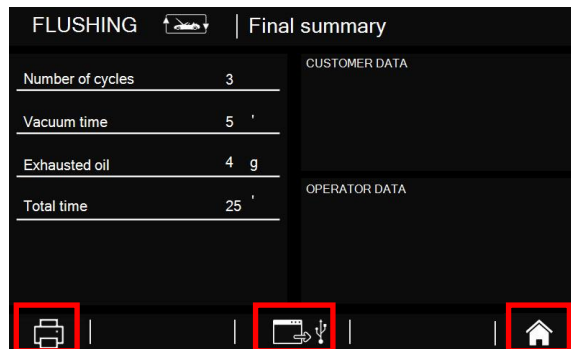 FLUSHING Final summary
Number of cycles 3
Vacuum time 5 '
Exhausted oil 4 g
Total time 25 '
CUSTOMER DATA
OPERATOR DATA